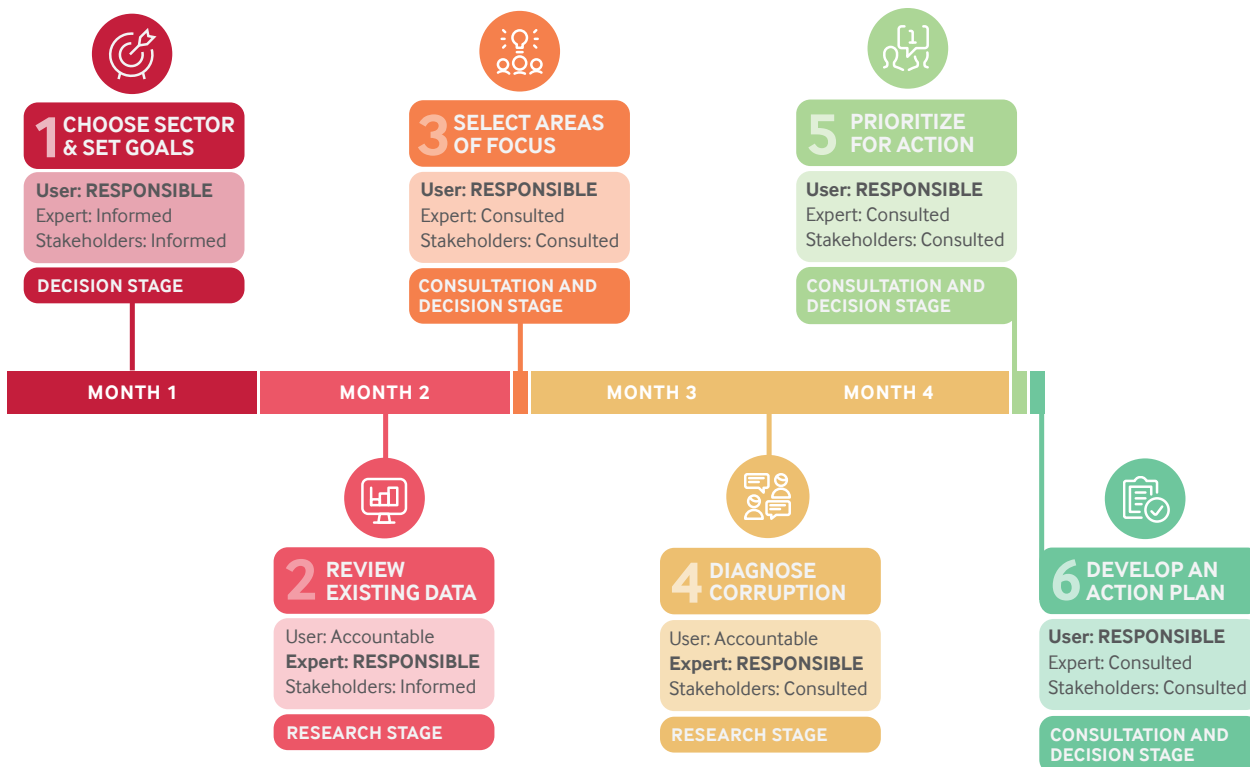 1
CHOOSE SECTOR
& SET GOALS
User: RESPONSIBLE
Expert: Informed
Stakeholders: Informed
DECISION STAGE
3
SELECT AREAS
OF FOCUS
User: RESPONSIBLE
Expert: Consulted
Stakeholders: Consulted
CONSULTATION AND
DECISION STAGE
1
5
PRIORITIZE
FOR ACTION
User: RESPONSIBLE
Expert: Consulted
Stakeholders: Consulted
CONSULTATION AND
DECISION STAGE
MONTH 1
MONTH 2
MONTH 3
MONTH 4
2
REVIEW
EXISTING DATA
User: Accountable
Expert: RESPONSIBLE
Stakeholders: Informed
RESEARCH STAGE
4
DIAGNOSE
CORRUPTION
User: Accountable
Expert: RESPONSIBLE
Stakeholders: Consulted
RESEARCH STAGE
6
DEVELOP AN
ACTION PLAN
User: RESPONSIBLE
Expert: Consulted
Stakeholders: Consulted
CONSULTATION AND
DECISION STAGE